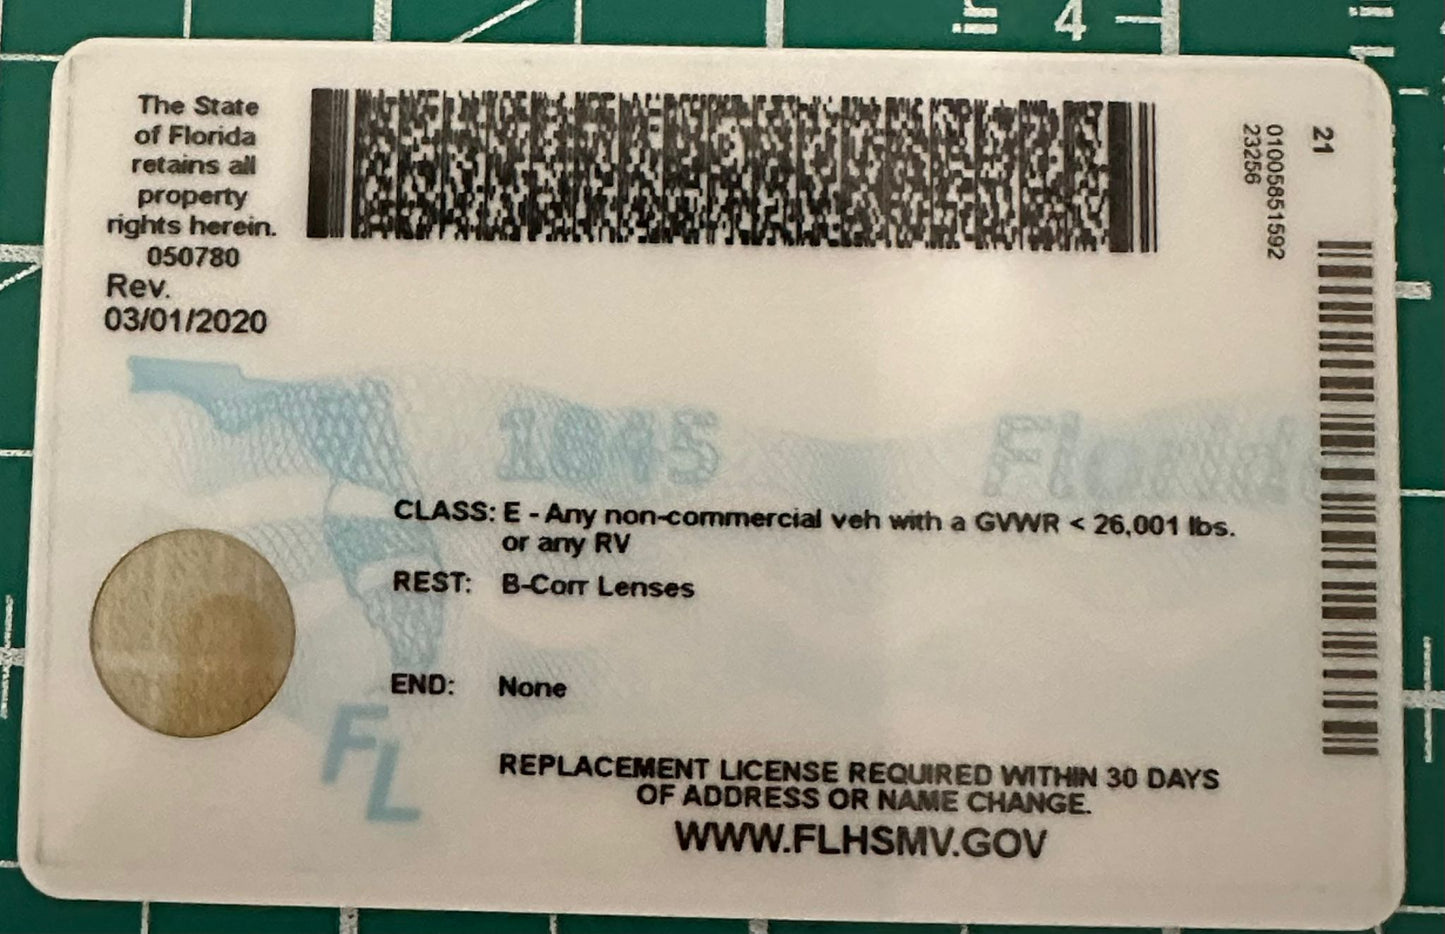 4
The State
of Florida
retains all
property
rights herein.
050780
Rev.
03/01/2020
21
0100585151592
23256
1845
Florida
CLASS: E - Any non-commercial veh with a GVWR < 26,001 lbs.
or any RV
REST: B-Corr Lenses
END: None
FL
REPLACEMENT LICENSE REQUIRED WITHIN 30 DAYS
OF ADDRESS OR NAME CHANGE.
WWW.FLHSMV.GOV